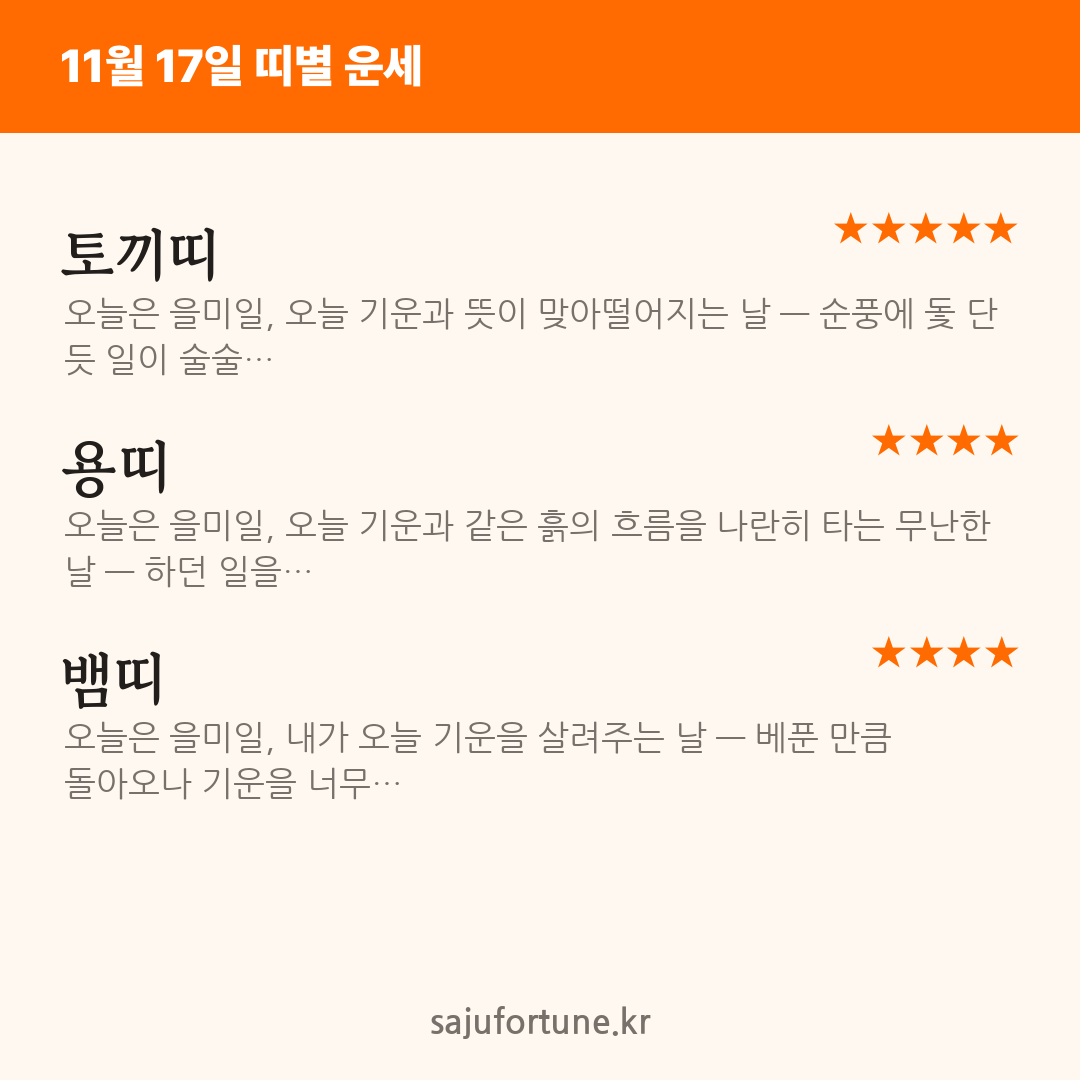 11월 17일 띠별 운세
토끼띠
★★★★★
오늘은 을미일, 오늘 기운과 뜻이 맞아떨어지는 날 — 순풍에 돛 단
듯 일이 술술…
용띠
★★★★
오늘은 을미일, 오늘 기운과 같은 흙의 흐름을 나란히 타는 무난한
날 — 하던 일을…
뱀띠
★★★★
오늘은 을미일, 내가 오늘 기운을 살려주는 날 — 베푼 만큼
돌아오나 기운을 너무…
sajufortune.kr